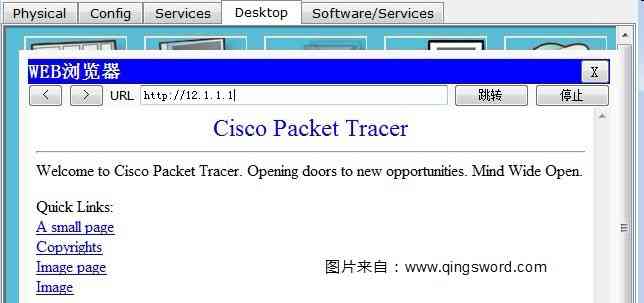 Physical Config Services Desktop Software/Services
WEB浏览器 X
< > URL http://12.1.1.1 跳转 停止
Cisco Packet Tracer
Welcome to Cisco Packet Tracer. Opening doors to new opportunities. Mind Wide Open.
Quick Links:
A small page
Copyrights
Image page
Image
图片来自：www.qingsword.com